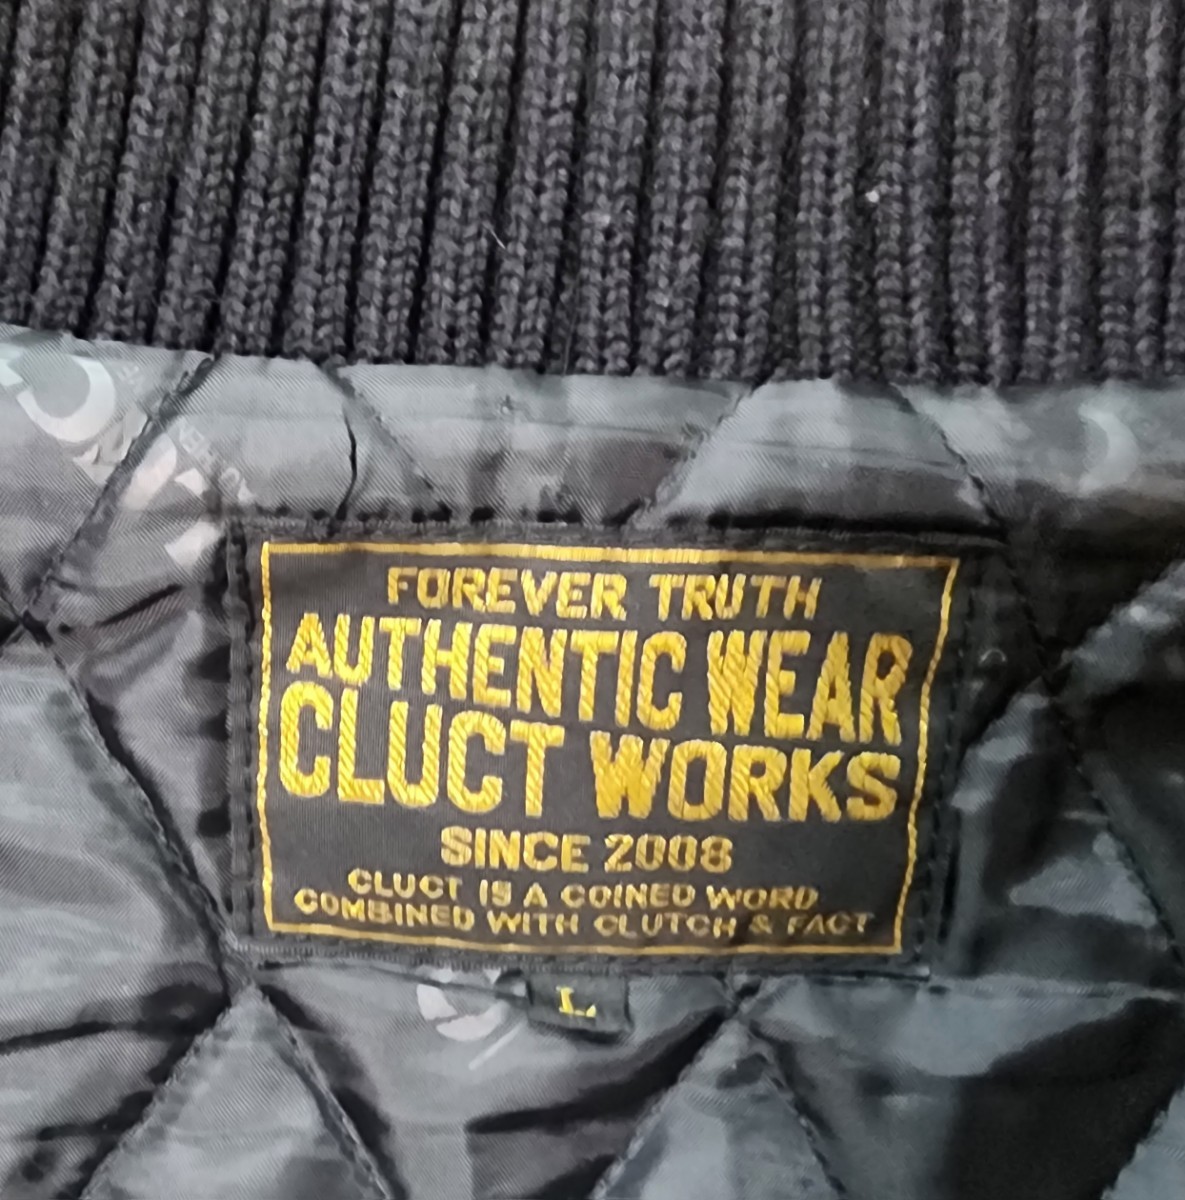 FOREVER TRUTH
AUTHENTIC WEAR
CLUCT WORKS
SINCE 2008
CLUCT IS A COINED WORD
COMBINED WITH CLUTCH & FACT
L